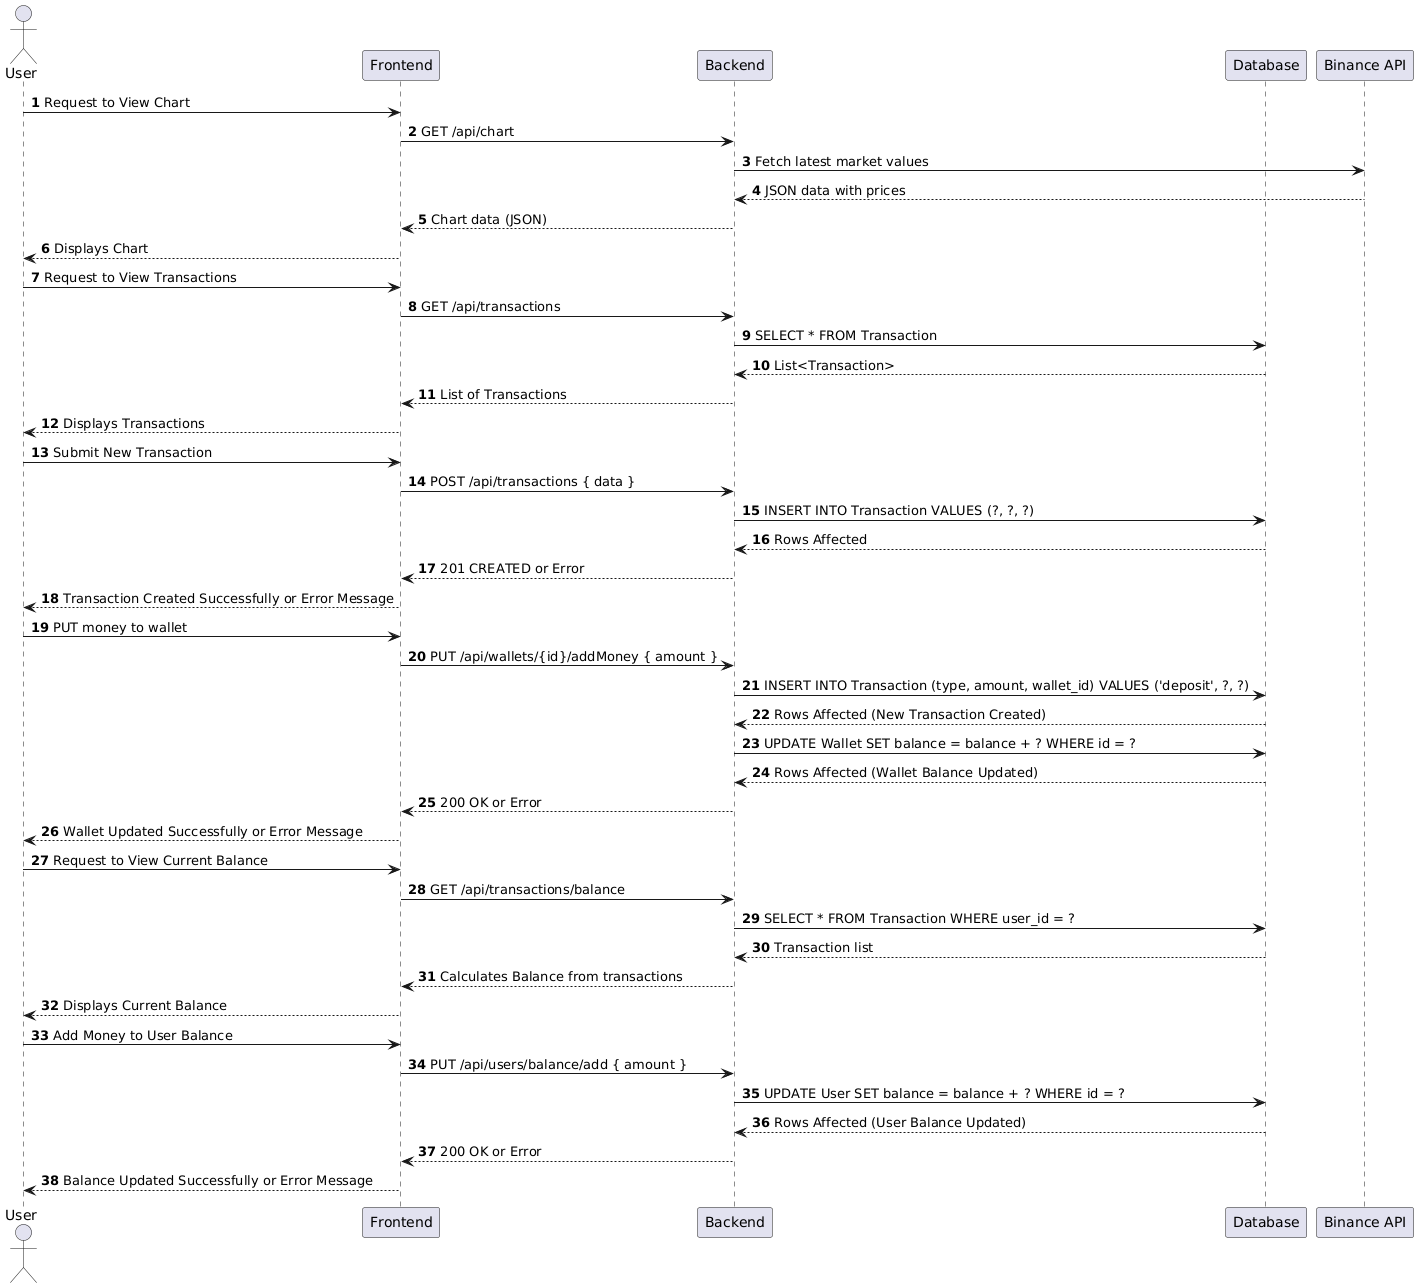 User
Frontend
Backend
Database
Binance API
1 Request to View Chart
2 GET /api/chart
3 Fetch latest market values
4 JSON data with prices
5 Chart data (JSON)
6 Displays Chart
7 Request to View Transactions
8 GET /api/transactions
9 SELECT * FROM Transaction
10 List<Transaction>
11 List of Transactions
12 Displays Transactions
13 Submit New Transaction
14 POST /api/transactions { data }
15 INSERT INTO Transaction VALUES (?, ?, ?)
16 Rows Affected
17 201 CREATED or Error
18 Transaction Created Successfully or Error Message
19 PUT money to wallet
20 PUT /api/wallets/{id}/addMoney { amount }
21 INSERT INTO Transaction (type, amount, wallet_id) VALUES ('deposit', ?, ?)
22 Rows Affected (New Transaction Created)
23 UPDATE Wallet SET balance = balance + ? WHERE id = ?
24 Rows Affected (Wallet Balance Updated)
25 200 OK or Error
26 Wallet Updated Successfully or Error Message
27 Request to View Current Balance
28 GET /api/transactions/balance
29 SELECT * FROM Transaction WHERE user_id = ?
30 Transaction list
31 Calculates Balance from transactions
32 Displays Current Balance
33 Add Money to User Balance
34 PUT /api/users/balance/add { amount }
35 UPDATE User SET balance = balance + ? WHERE id = ?
36 Rows Affected (User Balance Updated)
37 200 OK or Error
38 Balance Updated Successfully or Error Message
User
Frontend
Backend
Database
Binance API